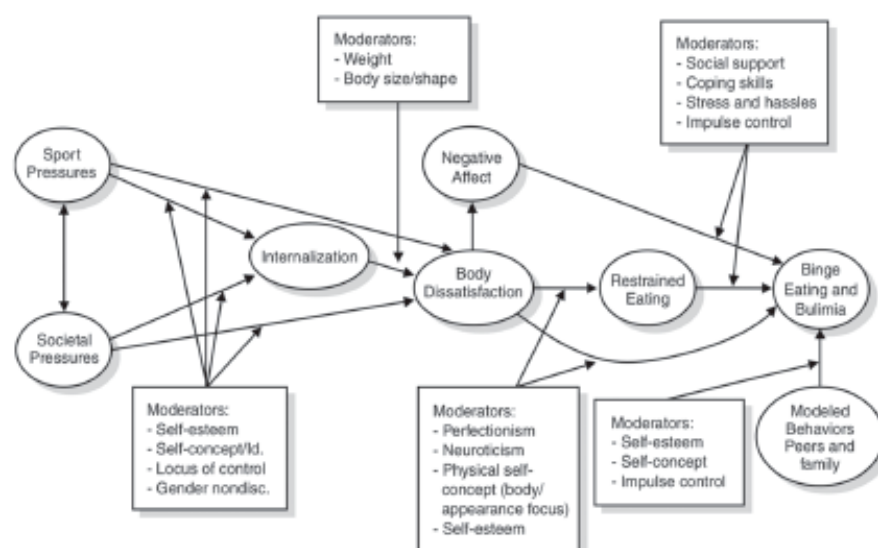 Moderators:
- Weight
- Body size/shape
Moderators:
- Social support
- Coping skills
- Stress and hassles
- Impulse control
Sport
Pressures
Negative
Affect
Internalization
Body
Dissatisfaction
Restrained
Eating
Binge
Eating and
Bulimia
Societal
Pressures
Moderators:
- Self-esteem
- Self-concept/Id.
- Locus of control
- Gender nondisc.
Moderators:
- Perfectionism
- Neuroticism
- Physical self-
concept (body/
appearance focus)
- Self-esteem
Moderators:
- Self-esteem
- Self-concept
- Impulse control
Modeled
Behaviors
Peers and
family